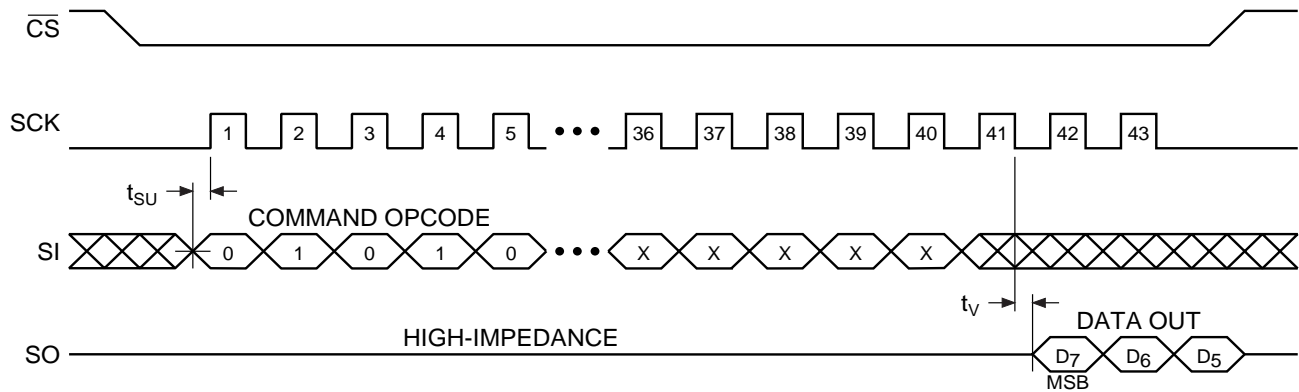 CS
SCK 1 2 3 4 5 ••• 36 37 38 39 40 41 42 43
tSU
COMMAND OPCODE
SI 0 1 0 1 0 ••• X X X X X
tV
HIGH-IMPEDANCE DATA OUT
SO D7 D6 D5
MSB